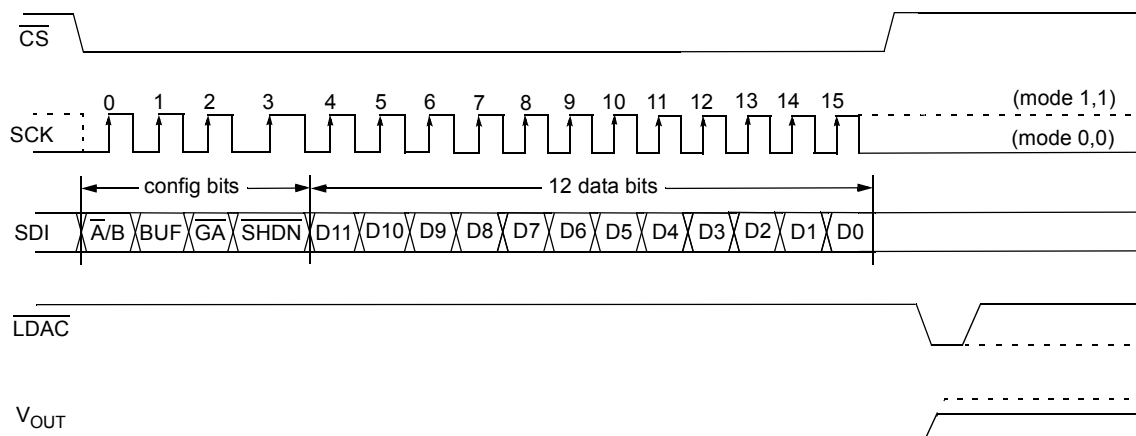 CS
0 1 2 3 4 5 6 7 8 9 10 11 12 13 14 15
(mode 1,1)
SCK
(mode 0,0)
config bits
12 data bits
SDI
A/B BUF GA SHDN D11 D10 D9 D8 D7 D6 D5 D4 D3 D2 D1 D0
LDAC
VOUT